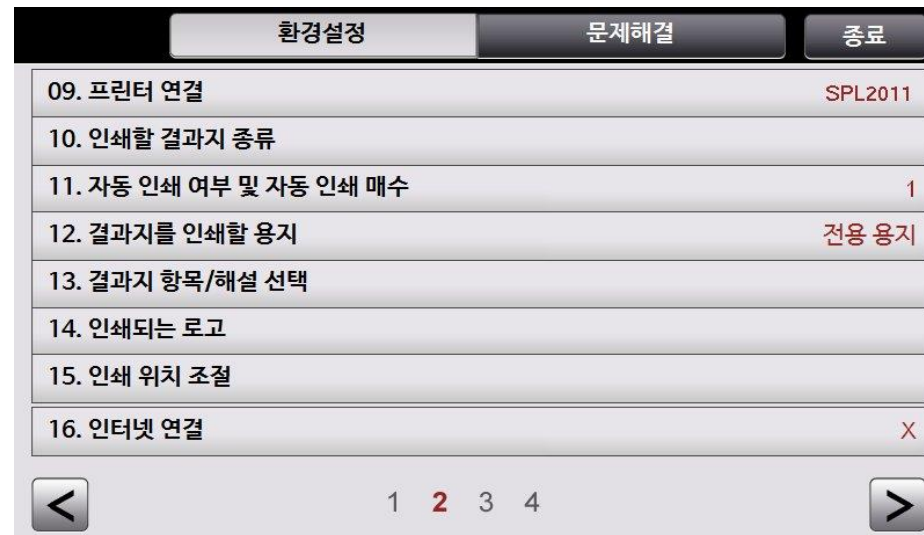 환경설정 문제해결 종료
09. 프린터 연결 SPL2011
10. 인쇄할 결과지 종류
11. 자동 인쇄 여부 및 자동 인쇄 매수 1
12. 결과지를 인쇄할 용지 전용 용지
13. 결과지 항목/해설 선택
14. 인쇄되는 로고
15. 인쇄 위치 조절
16. 인터넷 연결 X
< 1 2 3 4 >